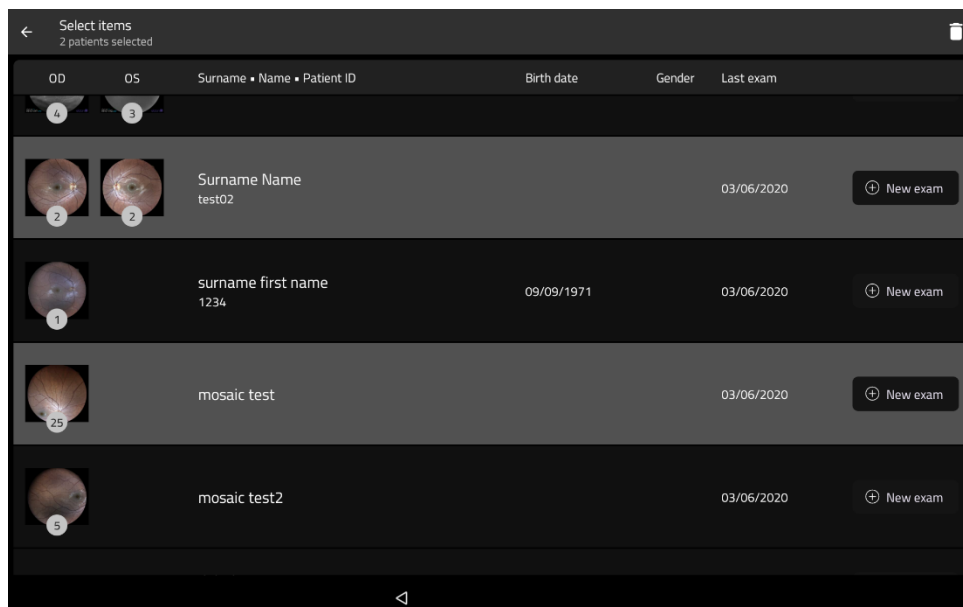 Select items
2 patients selected
OD OS Surname • Name • Patient ID Birth date Gender Last exam
4 3
Surname Name
test02
03/06/2020 New exam
2 2
surname first name
1234
09/09/1971 03/06/2020 New exam
1
mosaic test 03/06/2020 New exam
25
mosaic test2 03/06/2020 New exam
5